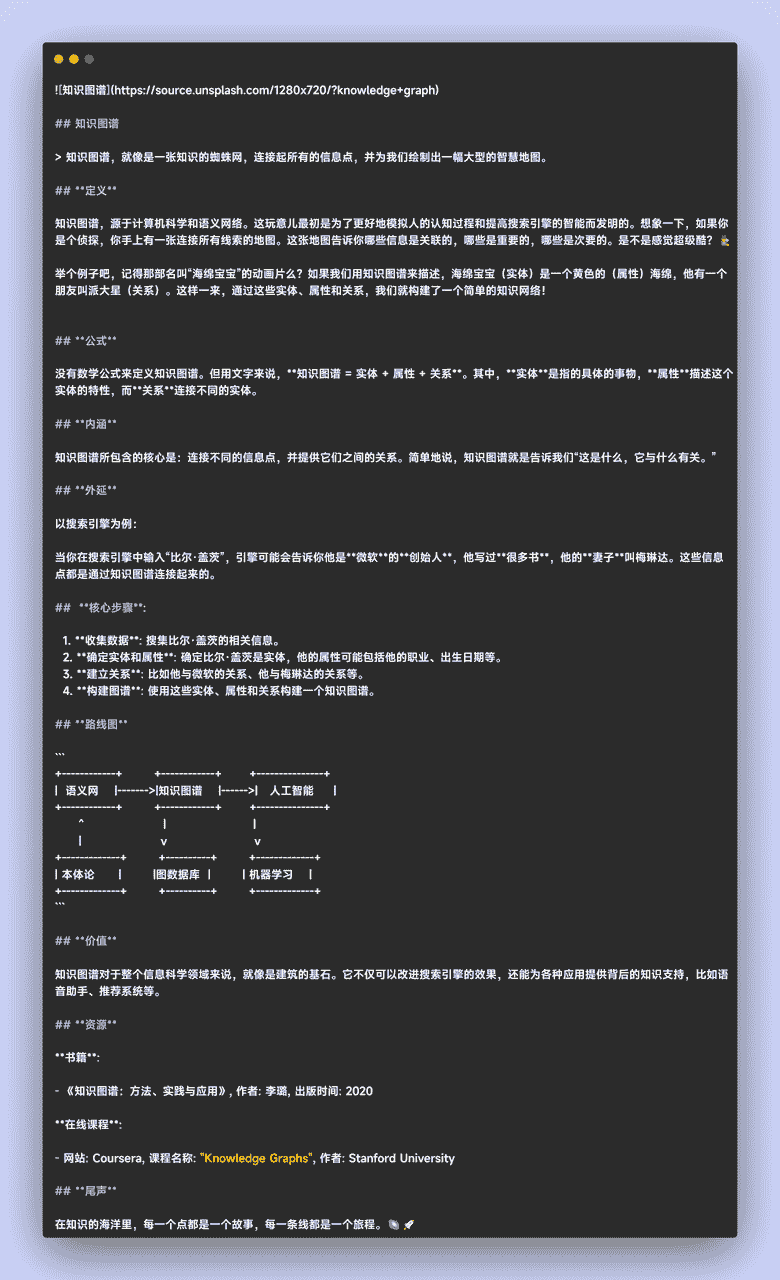 ![知识图谱](https://source.unsplash.com/1280x720/?knowledge+graph)
## 知识图谱
> 知识图谱，就像是一张知识的蜘蛛网，连接起所有的信息点，并为我们绘制出一幅大型的智慧地图。
## **定义**
知识图谱，源于计算机科学和语义网络。这玩意儿最初是为了更好地模拟人的认知过程和提高搜索引擎的智能而发明的。想象一下，如果你
是个侦探，你手上有一张连接所有线索的地图。这张地图告诉你哪些信息是关联的，哪些是重要的，哪些是次要的。是不是感觉超级酷？🕵️
举个例子吧，记得那部名叫“海绵宝宝”的动画片么？如果我们用知识图谱来描述，海绵宝宝（实体）是一个黄色的（属性）海绵，他有一个
朋友叫派大星（关系）。这样一来，通过这些实体、属性和关系，我们就构建了一个简单的知识网络！
## **公式**
没有数学公式来定义知识图谱。但用文字来说，**知识图谱 = 实体 + 属性 + 关系**。其中，**实体**是指的具体的事物，**属性**描述这个
实体的特性，而**关系**连接不同的实体。
## **内涵**
知识图谱所包含的核心是：连接不同的信息点，并提供它们之间的关系。简单地说，知识图谱就是告诉我们“这是什么，它与什么有关。”
## **外延**
以搜索引擎为例：
当你在搜索引擎中输入“比尔·盖茨”，引擎可能会告诉你他是**微软**的**创始人**，他写过**很多书**，他的**妻子**叫梅琳达。这些信息
点都是通过知识图谱连接起来的。
##  **核心步骤**:
1. **收集数据**: 搜集比尔·盖茨的相关信息。
2. **确定实体和属性**: 确定比尔·盖茨是实体，他的属性可能包括他的职业、出生日期等。
3. **建立关系**: 比如他与微软的关系、他与梅琳达的关系等。
4. **构建图谱**: 使用这些实体、属性和关系构建一个知识图谱。
## **路线图**
```
+------------+      +------------+      +---------------+
|  语义网    |------->|知识图谱    |------>|   人工智能     |
+------------+      +------------+      +---------------+
^                   |                   |
|                   v                   v
+-------------+      +----------+      +-------------+
| 本体论      |      |图数据库  |      | 机器学习    |
+-------------+      +----------+      +-------------+
```
## **价值**
知识图谱对于整个信息科学领域来说，就像是建筑的基石。它不仅可以改进搜索引擎的效果，还能为各种应用提供背后的知识支持，比如语
音助手、推荐系统等。
## **资源**
**书籍**:
- 《知识图谱：方法、实践与应用》, 作者: 李璐, 出版时间: 2020
**在线课程**:
- 网站: Coursera, 课程名称: "Knowledge Graphs", 作者: Stanford University
## **尾声**
在知识的海洋里，每一个点都是一个故事，每一条线都是一个旅程。🌌🚀